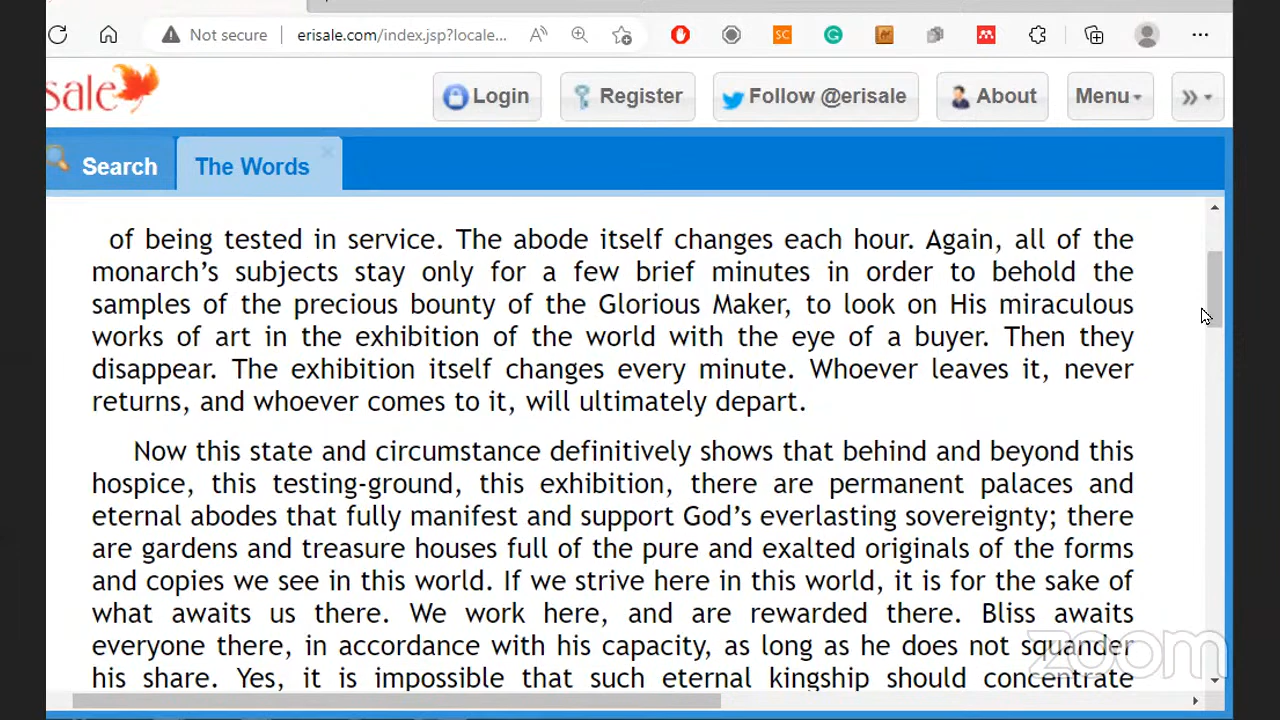 Not secure
erisale.com/index.jsp?locale...
sale
Login
Register
Follow @erisale
About
Menu
Search
The Words
of being tested in service. The abode itself changes each hour. Again, all of the
monarch's subjects stay only for a few brief minutes in order to behold the
samples of the precious bounty of the Glorious Maker, to look on His miraculous
works of art in the exhibition of the world with the eye of a buyer. Then they
disappear. The exhibition itself changes every minute. Whoever leaves it, never
returns, and whoever comes to it, will ultimately depart.
Now this state and circumstance definitively shows that behind and beyond this
hospice, this testing-ground, this exhibition, there are permanent palaces and
eternal abodes that fully manifest and support God's everlasting sovereignty; there
are gardens and treasure houses full of the pure and exalted originals of the forms
and copies we see in this world. If we strive here in this world, it is for the sake of
what awaits us there. We work here, and are rewarded there. Bliss awaits
everyone there, in accordance with his capacity, as long as he does not squander
his share. Yes, it is impossible that such eternal kingship should concentrate
zoom